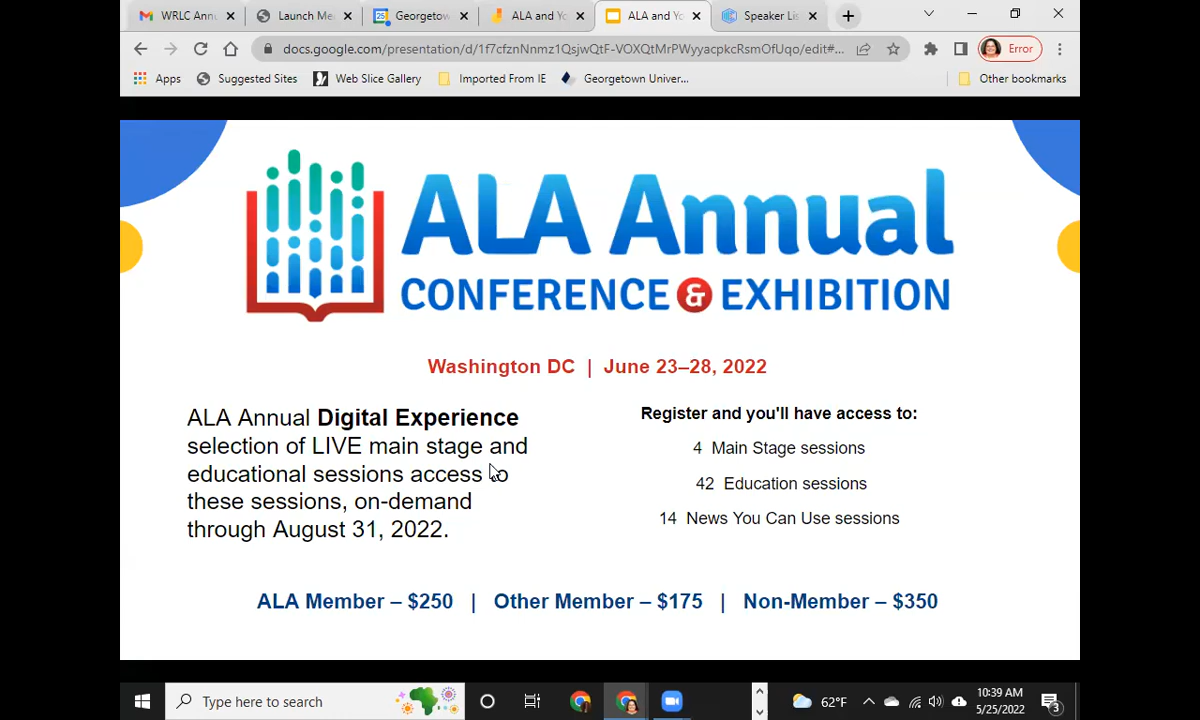 WRLC Annu
Launch Me
Georgetow
ALA and Yo
ALA and Yo
Speaker Lis
docs.google.com/presentation/d/1f7cfznNnmz1QsjwQtF-VOXQtMrPWyyacpkcRsmOfUqo/edit#...
Error
Apps
Suggested Sites
Web Slice Gallery
Imported From IE
Georgetown Univer...
Other bookmarks
ALA Annual
CONFERENCE & EXHIBITION
Washington DC | June 23–28, 2022
ALA Annual Digital Experience
selection of LIVE main stage and
educational sessions access to
these sessions, on-demand
through August 31, 2022.
Register and you'll have access to:
4 Main Stage sessions
42 Education sessions
14 News You Can Use sessions
ALA Member – $250 | Other Member – $175 | Non-Member – $350
Type here to search
62°F
10:39 AM
5/25/2022
3